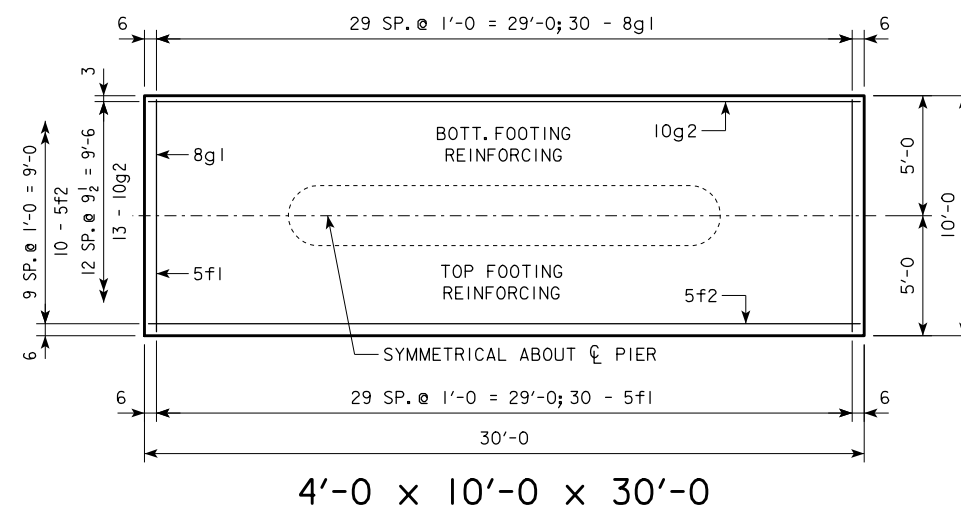 6
29 SP. @ 1'-0 = 29'-0; 30 - 8g1
6
3
9 SP. @ 1'-0 = 9'-0
10 - 5f2
12 SP. @ 9½ = 9'-6
13 - 10g2
6
8g1
5f1
BOTT. FOOTING
REINFORCING
10g2
TOP FOOTING
REINFORCING
5f2
SYMMETRICAL ABOUT ℄ PIER
5'-0
5'-0
10'-0
6
29 SP. @ 1'-0 = 29'-0; 30 - 5f1
6
30'-0
4'-0 x 10'-0 x 30'-0